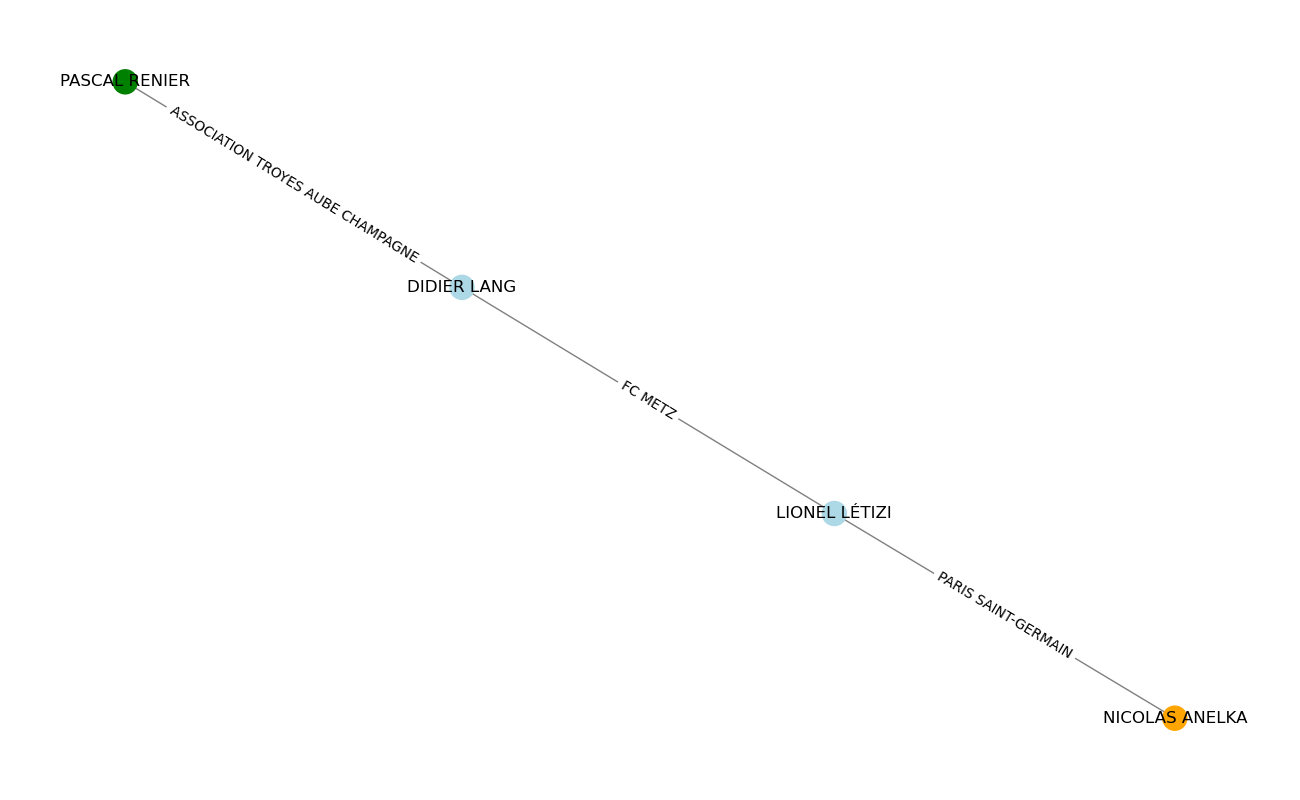 PASCAL RENIER
ASSOCIATION TROYES AUBE CHAMPAGNE
DIDIER LANG
FC METZ
LIONEL LÉTIZI
PARIS SAINT-GERMAIN
NICOLAS ANELKA